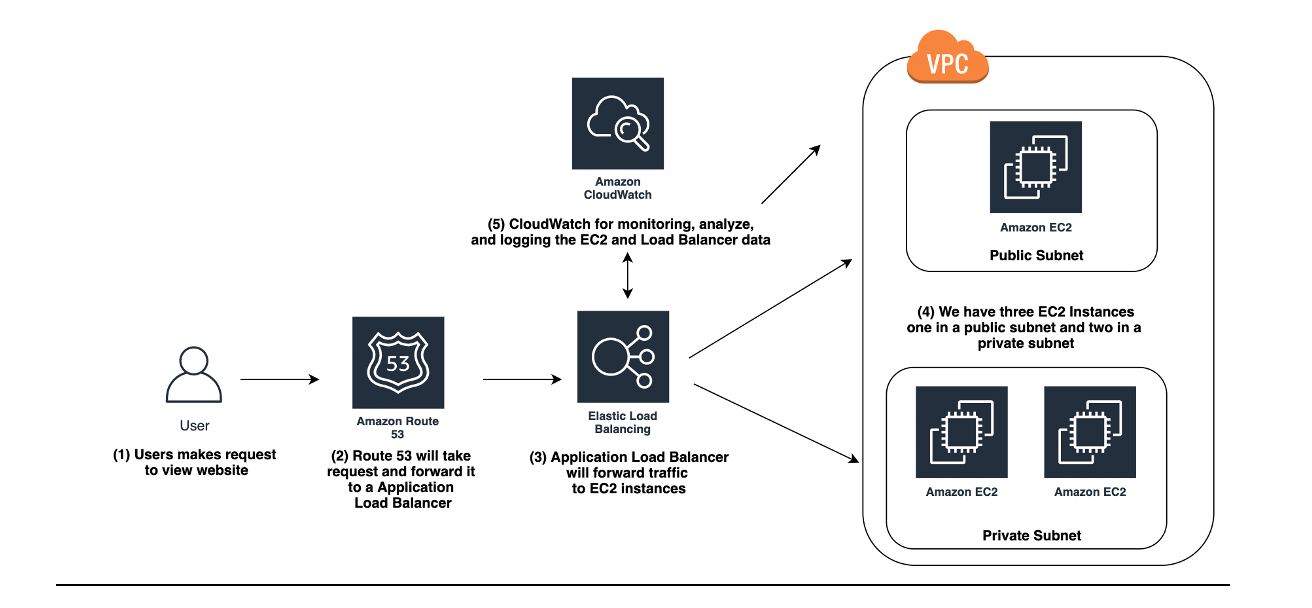 VPC
Amazon
CloudWatch
(5) CloudWatch for monitoring, analyze,
and logging the EC2 and Load Balancer data
Amazon EC2
Public Subnet
(4) We have three EC2 Instances
one in a public subnet and two in a
private subnet
User
(1) Users makes request
to view website
53
Amazon Route
53
(2) Route 53 will take
request and forward it
to a Application
Load Balancer
Elastic Load
Balancing
(3) Application Load Balancer
will forward traffic
to EC2 instances
Amazon EC2
Amazon EC2
Private Subnet